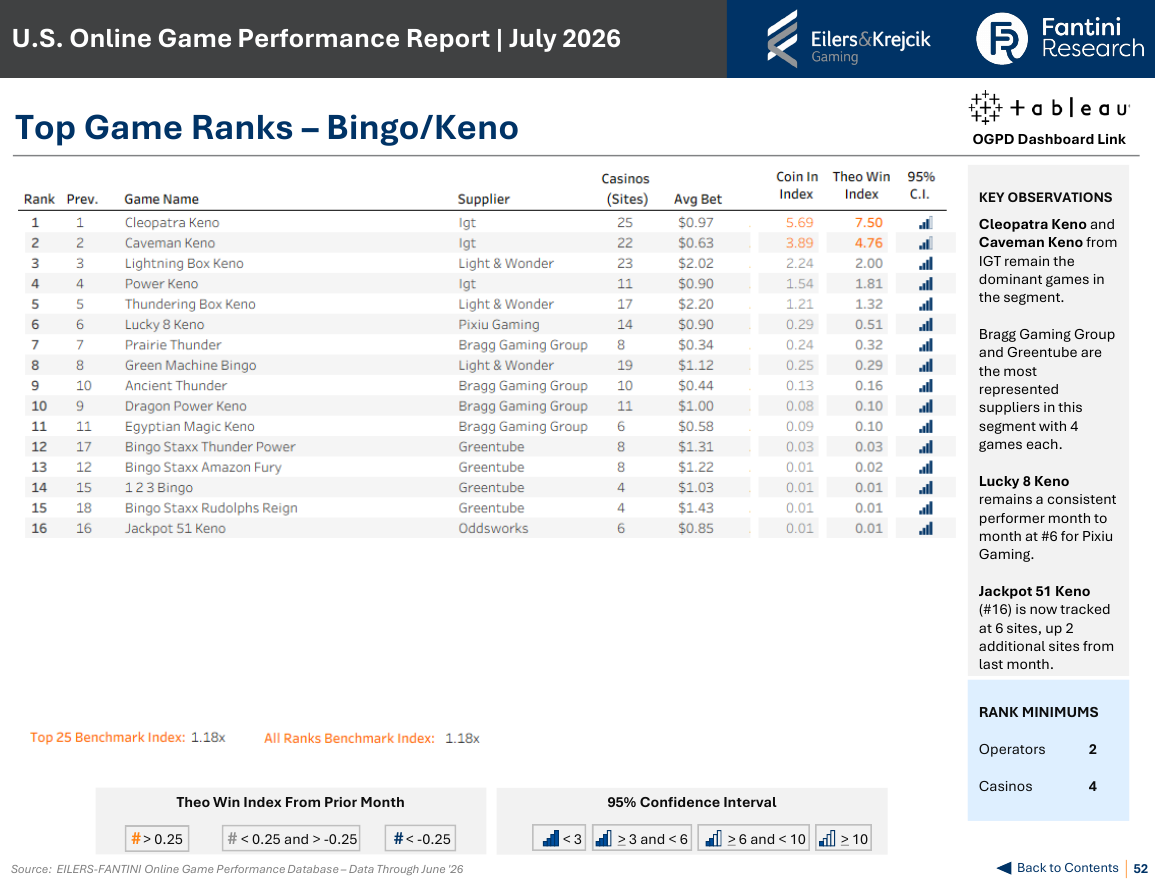 U.S. Online Game Performance Report | July 2026
Eilers&Krejcik
Gaming
Fantini
Research
Top Game Ranks – Bingo/Keno
+ableau
OGPD Dashboard Link
Rank Prev. Game Name Supplier Casinos (Sites) Avg Bet Coin In Index Theo Win Index 95% C.I.
1 1 Cleopatra Keno Igt 25 $0.97 5.69 7.50
2 2 Caveman Keno Igt 22 $0.63 3.89 4.76
3 3 Lightning Box Keno Light & Wonder 23 $2.02 2.24 2.00
4 4 Power Keno Igt 11 $0.90 1.54 1.81
5 5 Thundering Box Keno Light & Wonder 17 $2.20 1.21 1.32
6 6 Lucky 8 Keno Pixiu Gaming 14 $0.90 0.29 0.51
7 7 Prairie Thunder Bragg Gaming Group 8 $0.34 0.24 0.32
8 8 Green Machine Bingo Light & Wonder 19 $1.12 0.25 0.29
9 10 Ancient Thunder Bragg Gaming Group 10 $0.44 0.13 0.16
10 9 Dragon Power Keno Bragg Gaming Group 11 $1.00 0.08 0.10
11 11 Egyptian Magic Keno Bragg Gaming Group 6 $0.58 0.09 0.10
12 17 Bingo Staxx Thunder Power Greentube 8 $1.31 0.03 0.03
13 12 Bingo Staxx Amazon Fury Greentube 8 $1.22 0.01 0.02
14 15 1 2 3 Bingo Greentube 4 $1.03 0.01 0.01
15 18 Bingo Staxx Rudolphs Reign Greentube 4 $1.43 0.01 0.01
16 16 Jackpot 51 Keno Oddsworks 6 $0.85 0.01 0.01
KEY OBSERVATIONS
Cleopatra Keno and
Caveman Keno from
IGT remain the
dominant games in
the segment.
Bragg Gaming Group
and Greentube are
the most
represented
suppliers in this
segment with 4
games each.
Lucky 8 Keno
remains a consistent
performer month to
month at #6 for Pixiu
Gaming.
Jackpot 51 Keno
(#16) is now tracked
at 6 sites, up 2
additional sites from
last month.
RANK MINIMUMS
Operators 2
Casinos 4
Top 25 Benchmark Index: 1.18x All Ranks Benchmark Index: 1.18x
Theo Win Index From Prior Month
# > 0.25 # < 0.25 and > -0.25 # < -0.25
95% Confidence Interval
< 3 ≥ 3 and < 6 ≥ 6 and < 10 ≥ 10
Source: EILERS-FANTINI Online Game Performance Database – Data Through June '26
Back to Contents 52